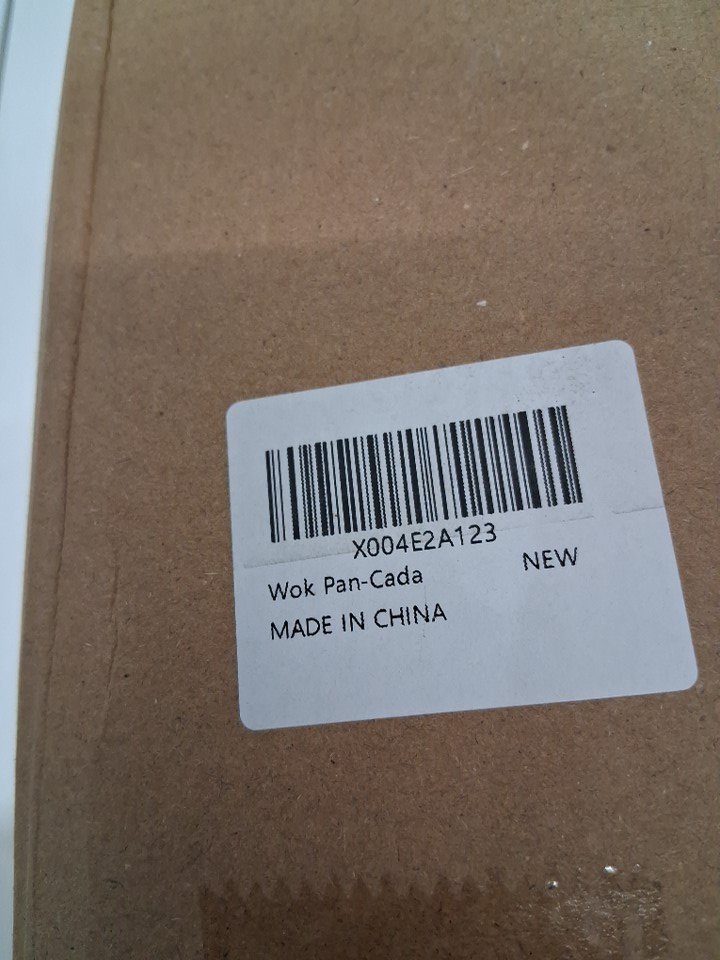 X004E2A123
Wok Pan-Cada
NEW
MADE IN CHINA